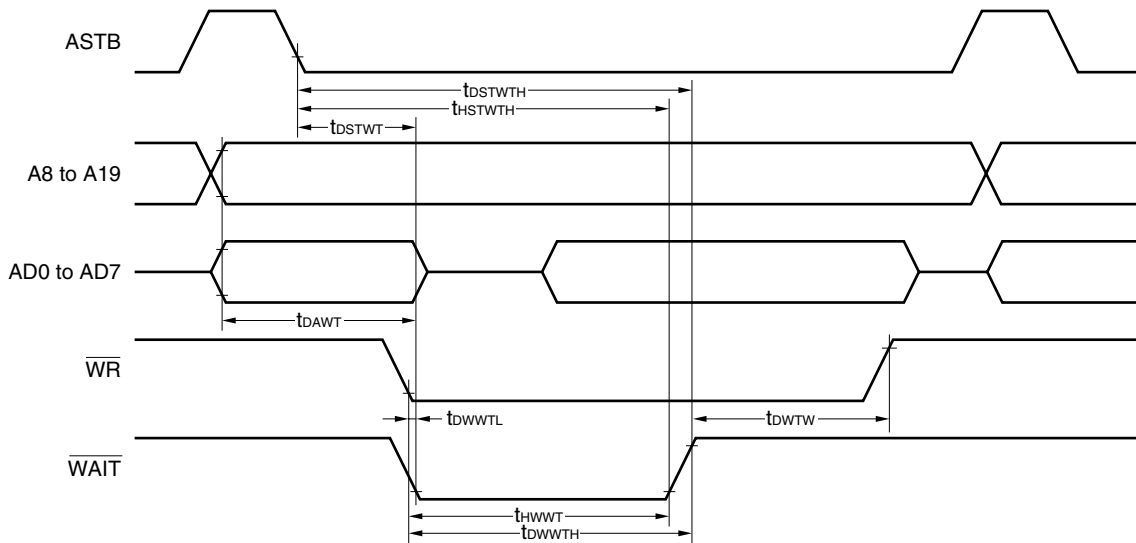 ASTB
tDSTWTH
tHSTWTH
tDSTWT
A8 to A19
AD0 to AD7
tDAWT
WR
tDWWTL
tDWTW
WAIT
tHWWT
tDWWTH